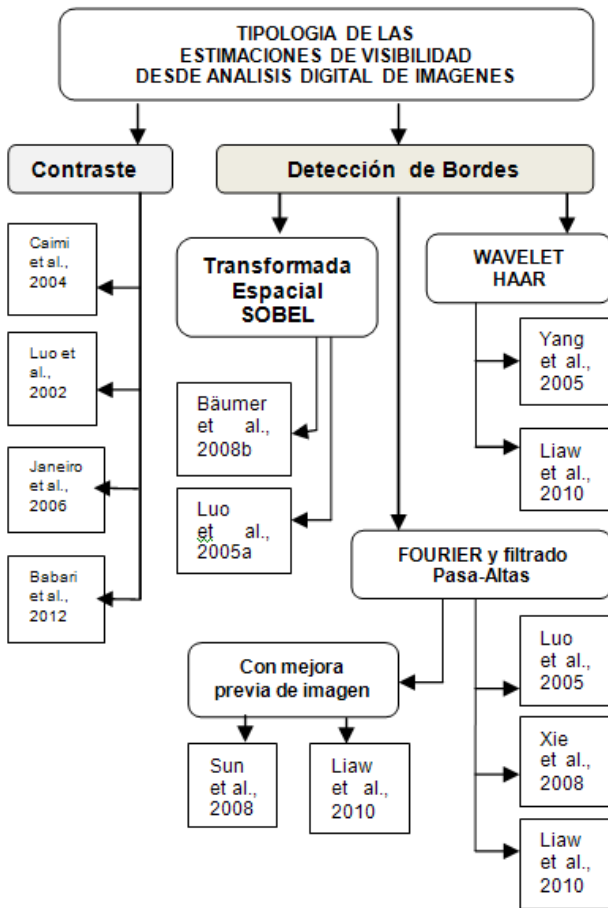 TIPOLOGIA DE LAS
ESTIMACIONES DE VISIBILIDAD
DESDE ANALISIS DIGITAL DE IMAGENES
Contraste
Detección de Bordes
Caimi
et al.,
2004
Luo et
al.,
2002
Janeiro
et al.,
2006
Babari
et al.,
2012
Transformada
Espacial
SOBEL
Bäumer
et al.,
2008b
Luo
et al.,
2005a
WAVELET
HAAR
Yang
et al.,
2005
Liaw
et al.,
2010
FOURIER y filtrado
Pasa-Altas
Con mejora
previa de imagen
Sun
et al.,
2008
Liaw
et al.,
2010
Luo
et al.,
2005
Xie
et al.,
2008
Liaw
et al.,
2010